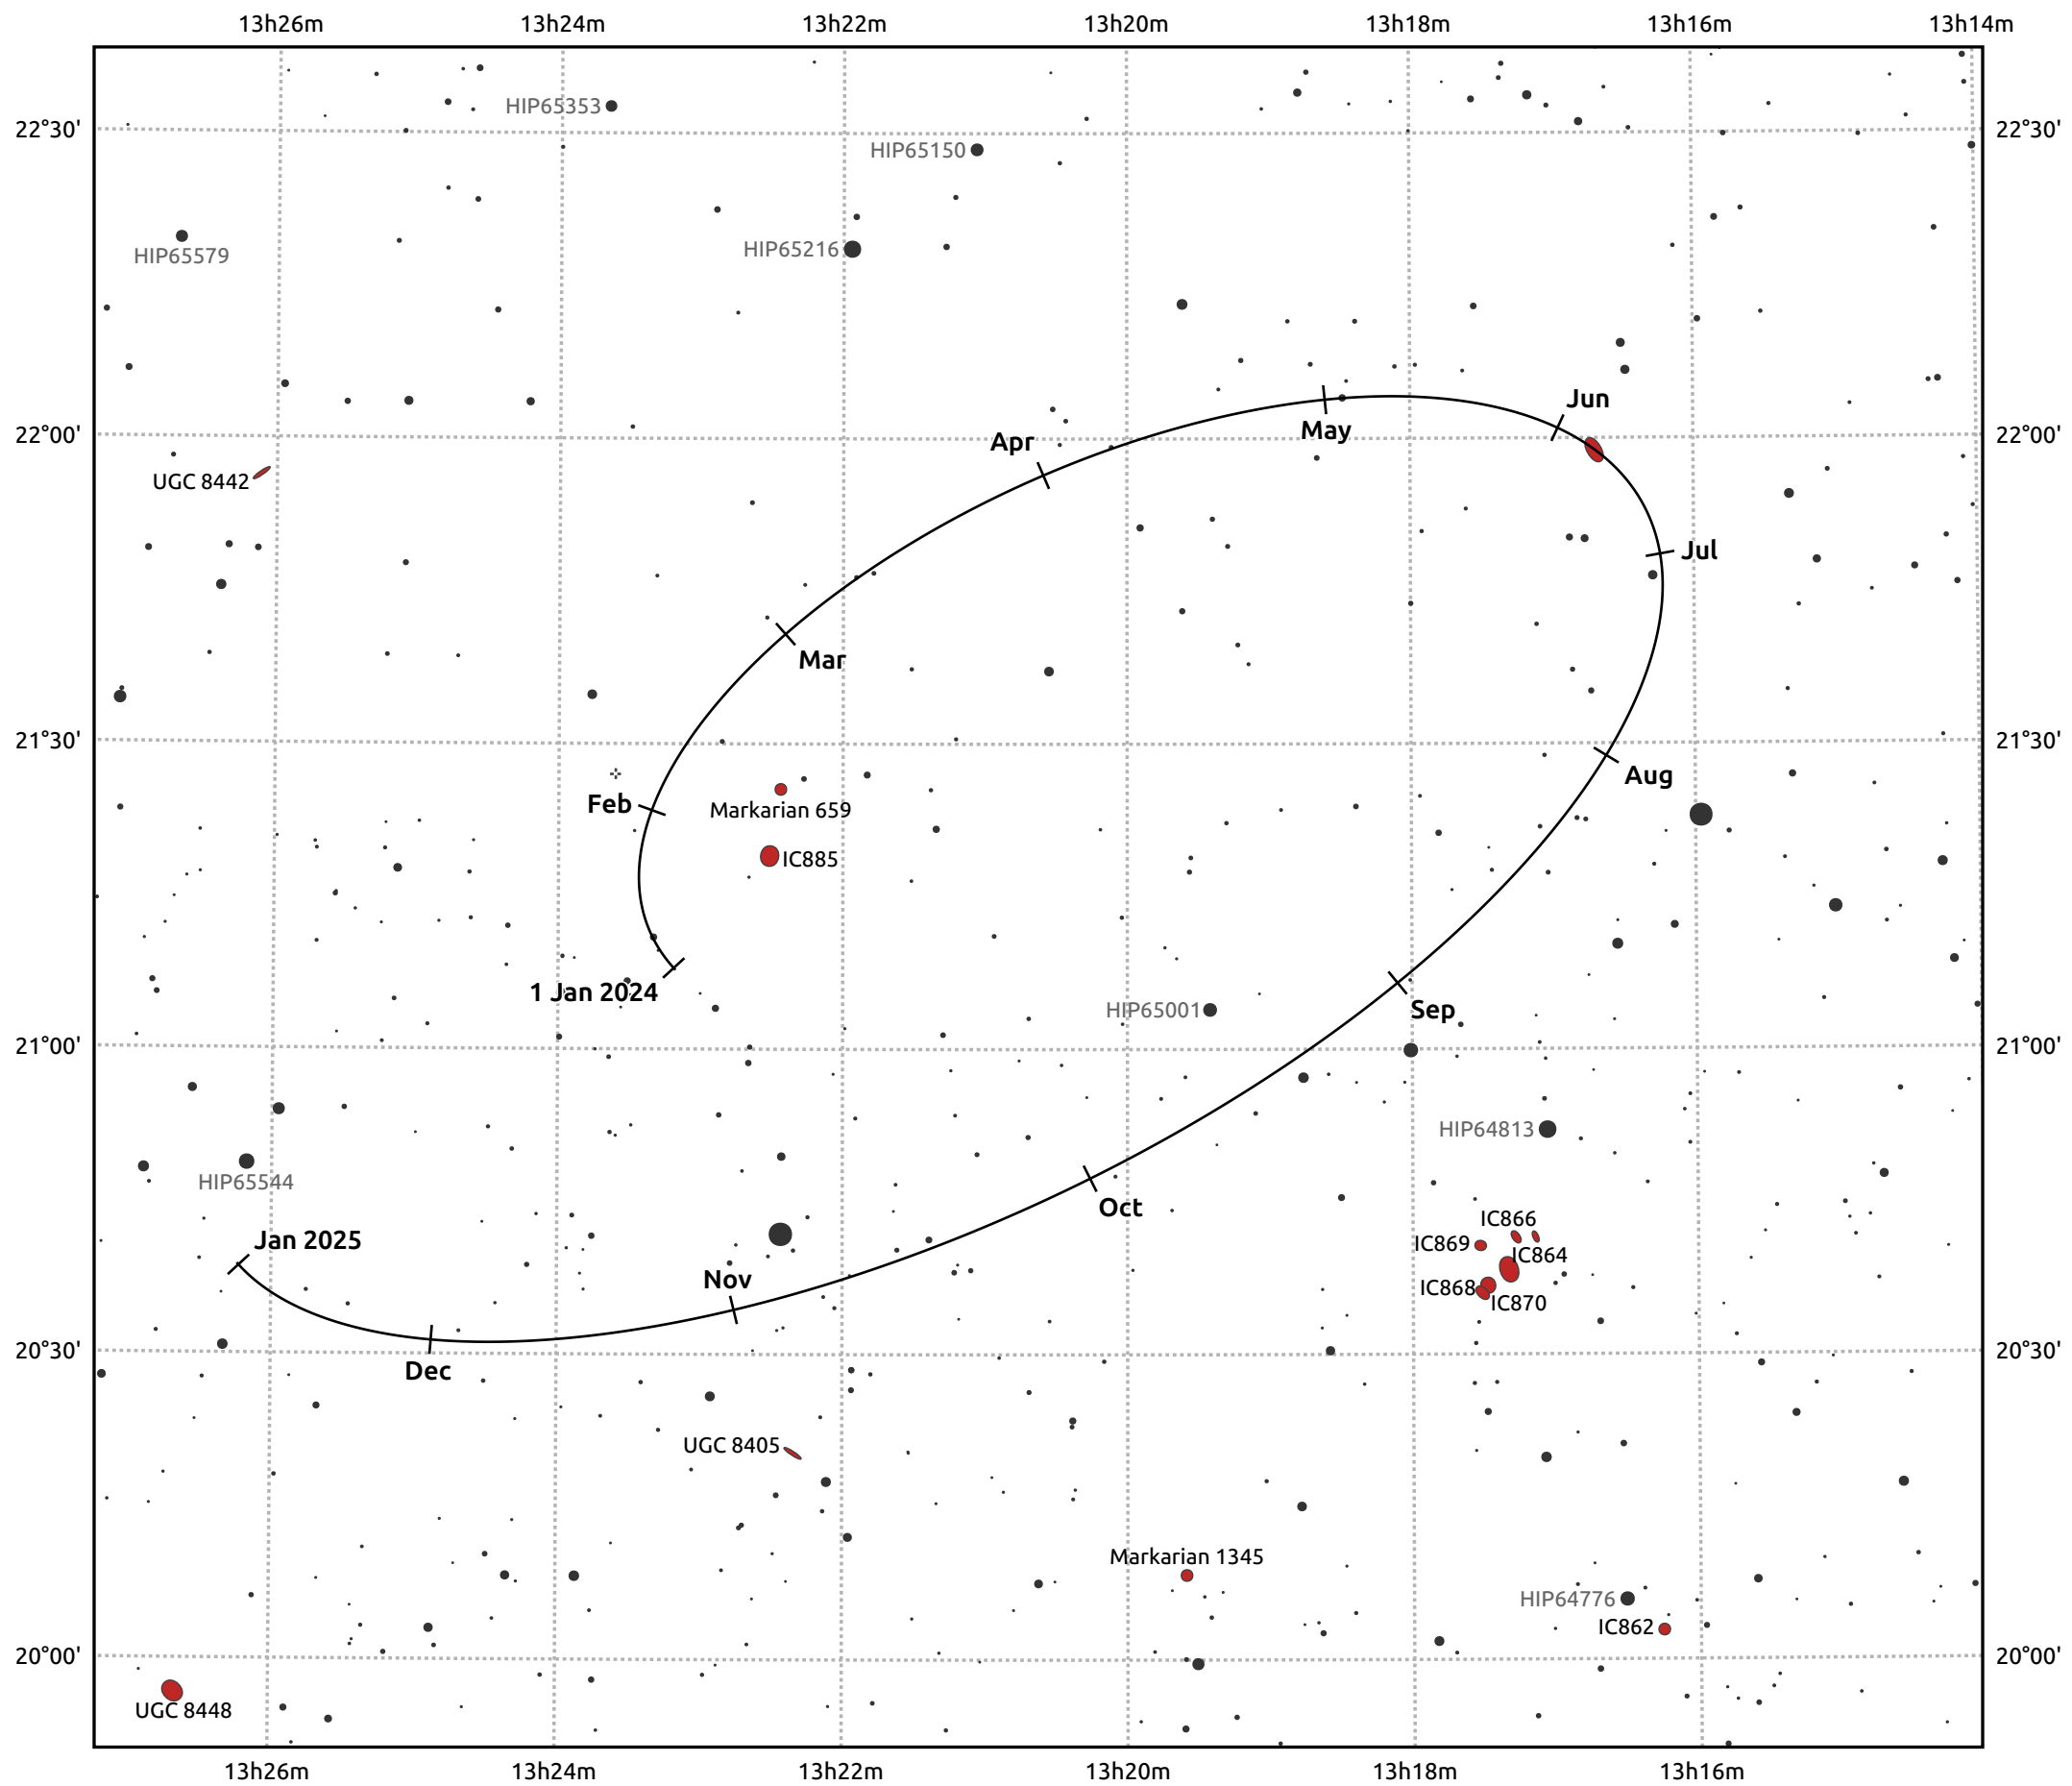 13h26m 13h24m 13h22m 13h20m 13h18m 13h16m 13h14m
HIP65353
22°30' 22°30'
HIP65150
HIP65216
HIP65579
Jun
May
Apr
22°00' 22°00'
UGC 8442
Jul
Mar
21°30' 21°30'
Aug
Feb
Markarian 659
IC885
1 Jan 2024
HIP65001
Sep
21°00' 21°00'
HIP64813
HIP65544
Oct
IC866
Jan 2025
IC869
IC864
Nov
IC868
IC870
20°30' 20°30'
Dec
UGC 8405
Markarian 1345
HIP64776
IC862
20°00' 20°00'
UGC 8448
13h26m 13h24m 13h22m 13h20m 13h18m 13h16m